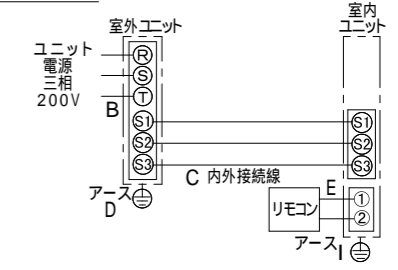 室外ユニット
室内
ユニット
ユニット
電源
三相
200V
R
S
T
B
S1
S2
S3
S1
S2
S3
C 内外接続線
アース
D
E
リモコン
①
②
アース
I